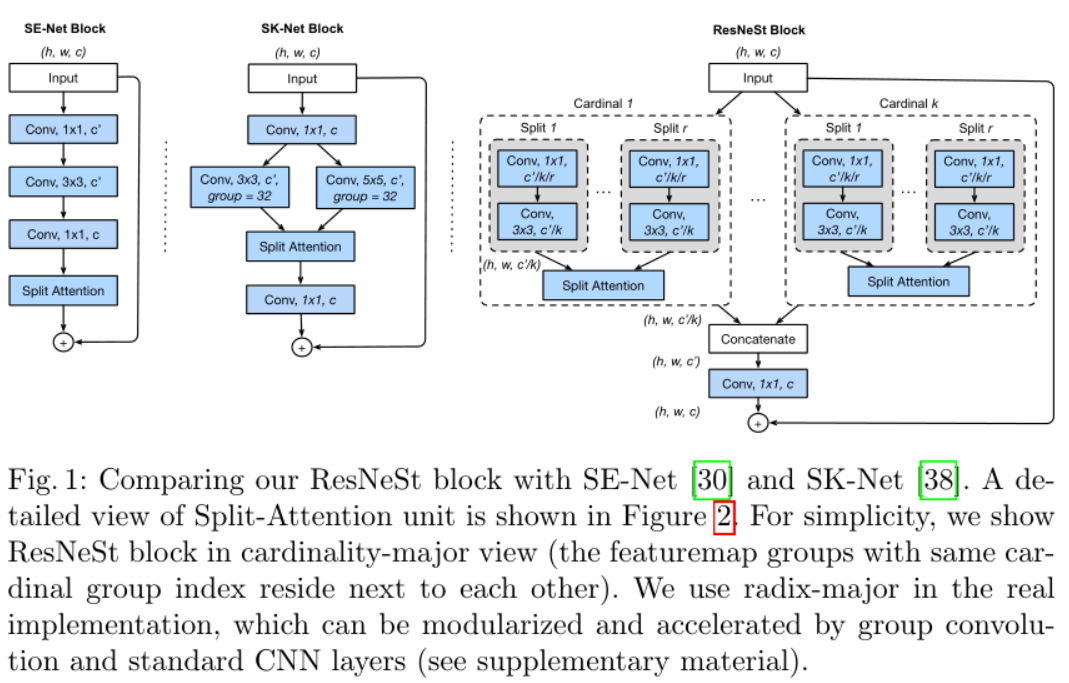 SE-Net Block
(h, w, c)
Input
Conv, 1x1, c'
Conv, 3x3, c'
Conv, 1x1, c
Split Attention
+
SK-Net Block
(h, w, c)
Input
Conv, 1x1, c
Conv, 3x3, c',
group = 32
Conv, 5x5, c',
group = 32
Split Attention
Conv, 1x1, c
+
ResNeSt Block
(h, w, c)
Input
Cardinal 1
Split 1
Conv, 1x1,
c'/k/r
Conv,
3x3, c'/k
...
Split r
Conv, 1x1,
c'/k/r
Conv,
3x3, c'/k
(h, w, c'/k)
Split Attention
...
Cardinal k
Split 1
Conv, 1x1,
c'/k/r
Conv,
3x3, c'/k
...
Split r
Conv, 1x1,
c'/k/r
Conv,
3x3, c'/k
Split Attention
(h, w, c'/k)
Concatenate
(h, w, c')
Conv, 1x1, c
(h, w, c)
+
Fig. 1: Comparing our ResNeSt block with SE-Net [30] and SK-Net [38]. A de-
tailed view of Split-Attention unit is shown in Figure 2. For simplicity, we show
ResNeSt block in cardinality-major view (the featuremap groups with same car-
dinal group index reside next to each other). We use radix-major in the real
implementation, which can be modularized and accelerated by group convolu-
tion and standard CNN layers (see supplementary material).